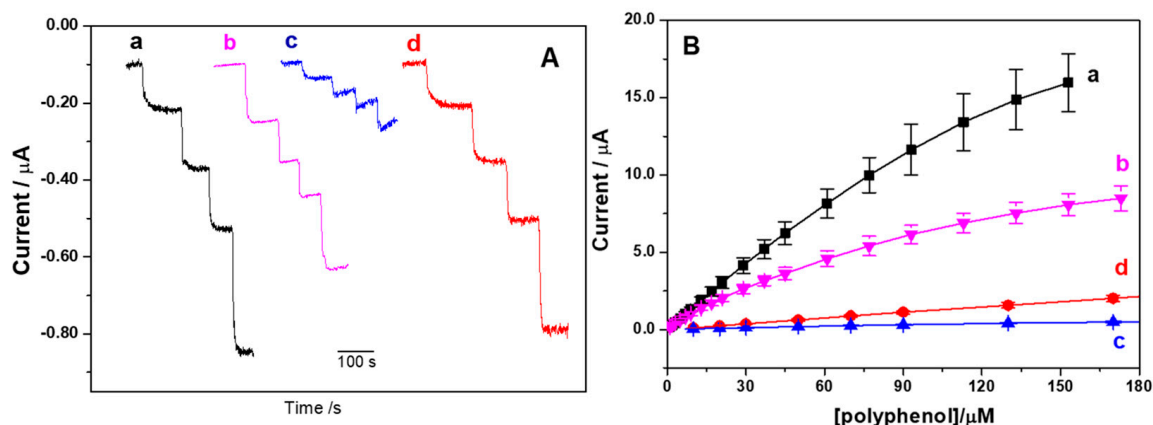 A
a
b
c
d
0.00
-0.20
-0.40
-0.60
-0.80
Current / μA
100 s
Time /s
B
a
b
d
c
20.0
15.0
10.0
5.0
0.0
Current / μA
0
30
60
90
120
150
180
[polyphenol]/μM